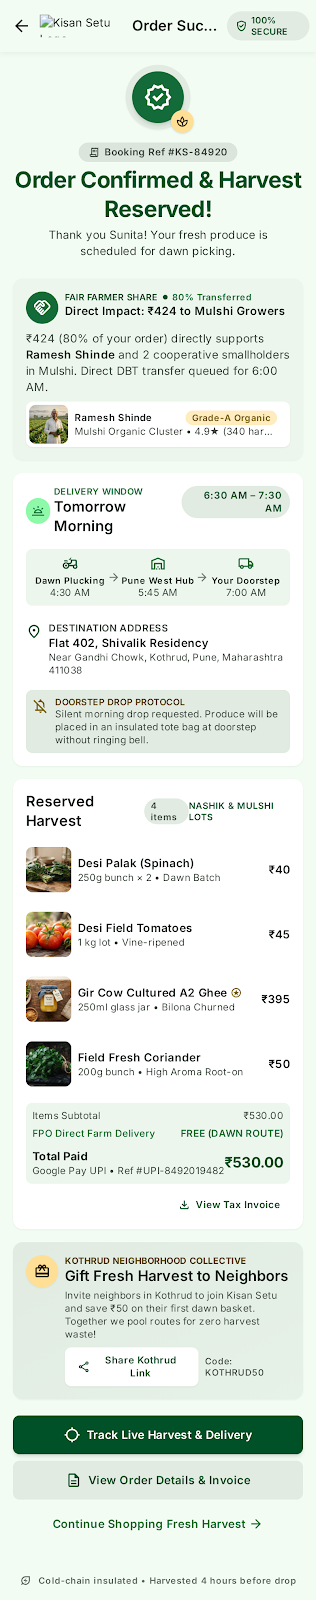 Kisan Setu
Order Suc...
100%
SECURE
Booking Ref #KS-84920
Order Confirmed & Harvest
Reserved!
Thank you Sunita! Your fresh produce is
scheduled for dawn picking.
FAIR FARMER SHARE • 80% Transferred
Direct Impact: ₹424 to Mulshi Growers
₹424 (80% of your order) directly supports
Ramesh Shinde and 2 cooperative smallholders
in Mulshi. Direct DBT transfer queued for 6:00
AM.
Ramesh Shinde
Grade-A Organic
Mulshi Organic Cluster • 4.9★ (340 har...
DELIVERY WINDOW
Tomorrow
Morning
6:30 AM – 7:30
AM
Dawn Plucking → Pune West Hub → Your Doorstep
4:30 AM 5:45 AM 7:00 AM
DESTINATION ADDRESS
Flat 402, Shivalik Residency
Near Gandhi Chowk, Kothrud, Pune, Maharashtra
411038
DOORSTEP DROP PROTOCOL
Silent morning drop requested. Produce will be
placed in an insulated tote bag at doorstep
without ringing bell.
Reserved
Harvest
4
items
NASHIK & MULSHI
LOTS
Desi Palak (Spinach)
250g bunch × 2 • Dawn Batch
₹40
Desi Field Tomatoes
1 kg lot • Vine-ripened
₹45
Gir Cow Cultured A2 Ghee
250ml glass jar • Bilona Churned
₹395
Field Fresh Coriander
200g bunch • High Aroma Root-on
₹50
Items Subtotal ₹530.00
FPO Direct Farm Delivery FREE (DAWN ROUTE)
Total Paid
Google Pay UPI • Ref #UPI-8492019482
₹530.00
View Tax Invoice
KOTHRUD NEIGHBORHOOD COLLECTIVE
Gift Fresh Harvest to Neighbors
Invite neighbors in Kothrud to join Kisan Setu
and save ₹50 on their first dawn basket.
Together we pool routes for zero harvest
waste!
Share Kothrud
Link
Code:
KOTHRUD50
Track Live Harvest & Delivery
View Order Details & Invoice
Continue Shopping Fresh Harvest →
Cold-chain insulated • Harvested 4 hours before drop